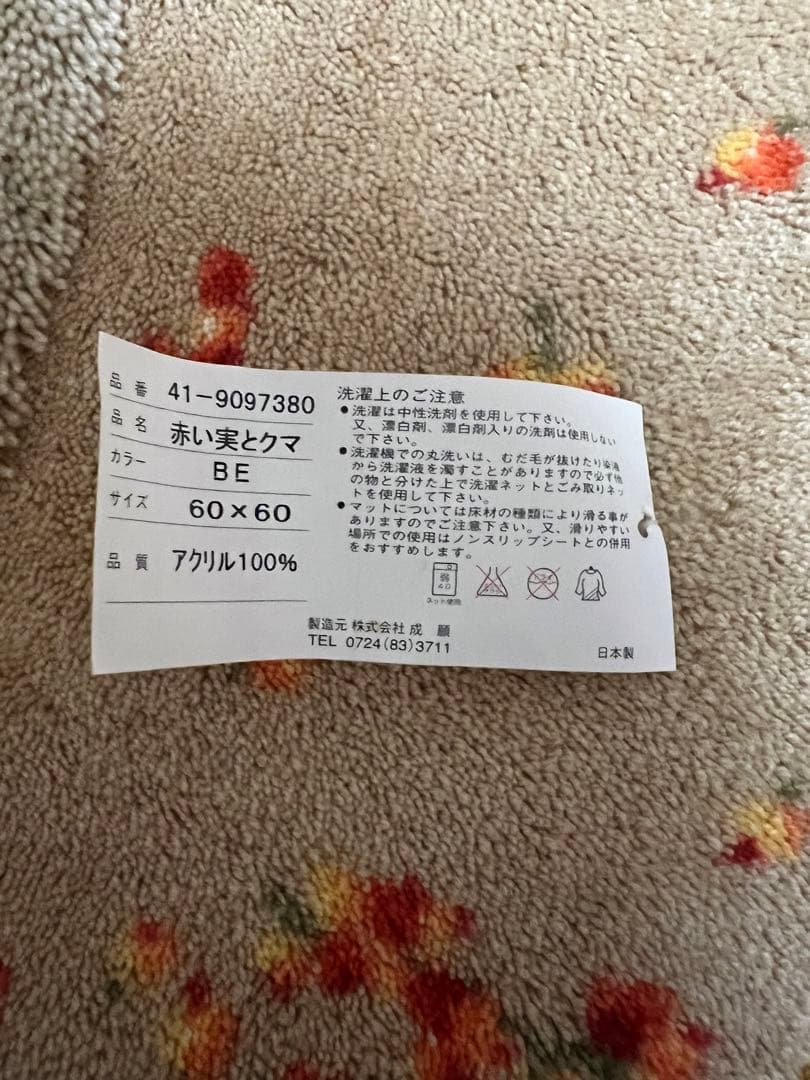 品番 41-9097380
品名 赤い実とクマ
カラー BE
サイズ 60×60
品質 アクリル100%
洗濯上のご注意
●洗濯は中性洗剤を使用して下さい。
又、漂白剤、漂白剤入りの洗剤は使用しない
で下さい。
●洗濯機での丸洗いは、むだ毛が抜けたり染液
から洗濯液を濁すことがありますので必ず他
の物と分けた上で洗濯ネットとごみ取りネッ
トを使用して下さい。
●マットについては床材の種類により滑る事が
ありますのでご注意下さい。又、滑りやすい
場所での使用はノンスリップシートとの併用
をおすすめします。
弱
40
ネット使用
製造元 株式会社 成願
TEL 0724(83)3711
日本製